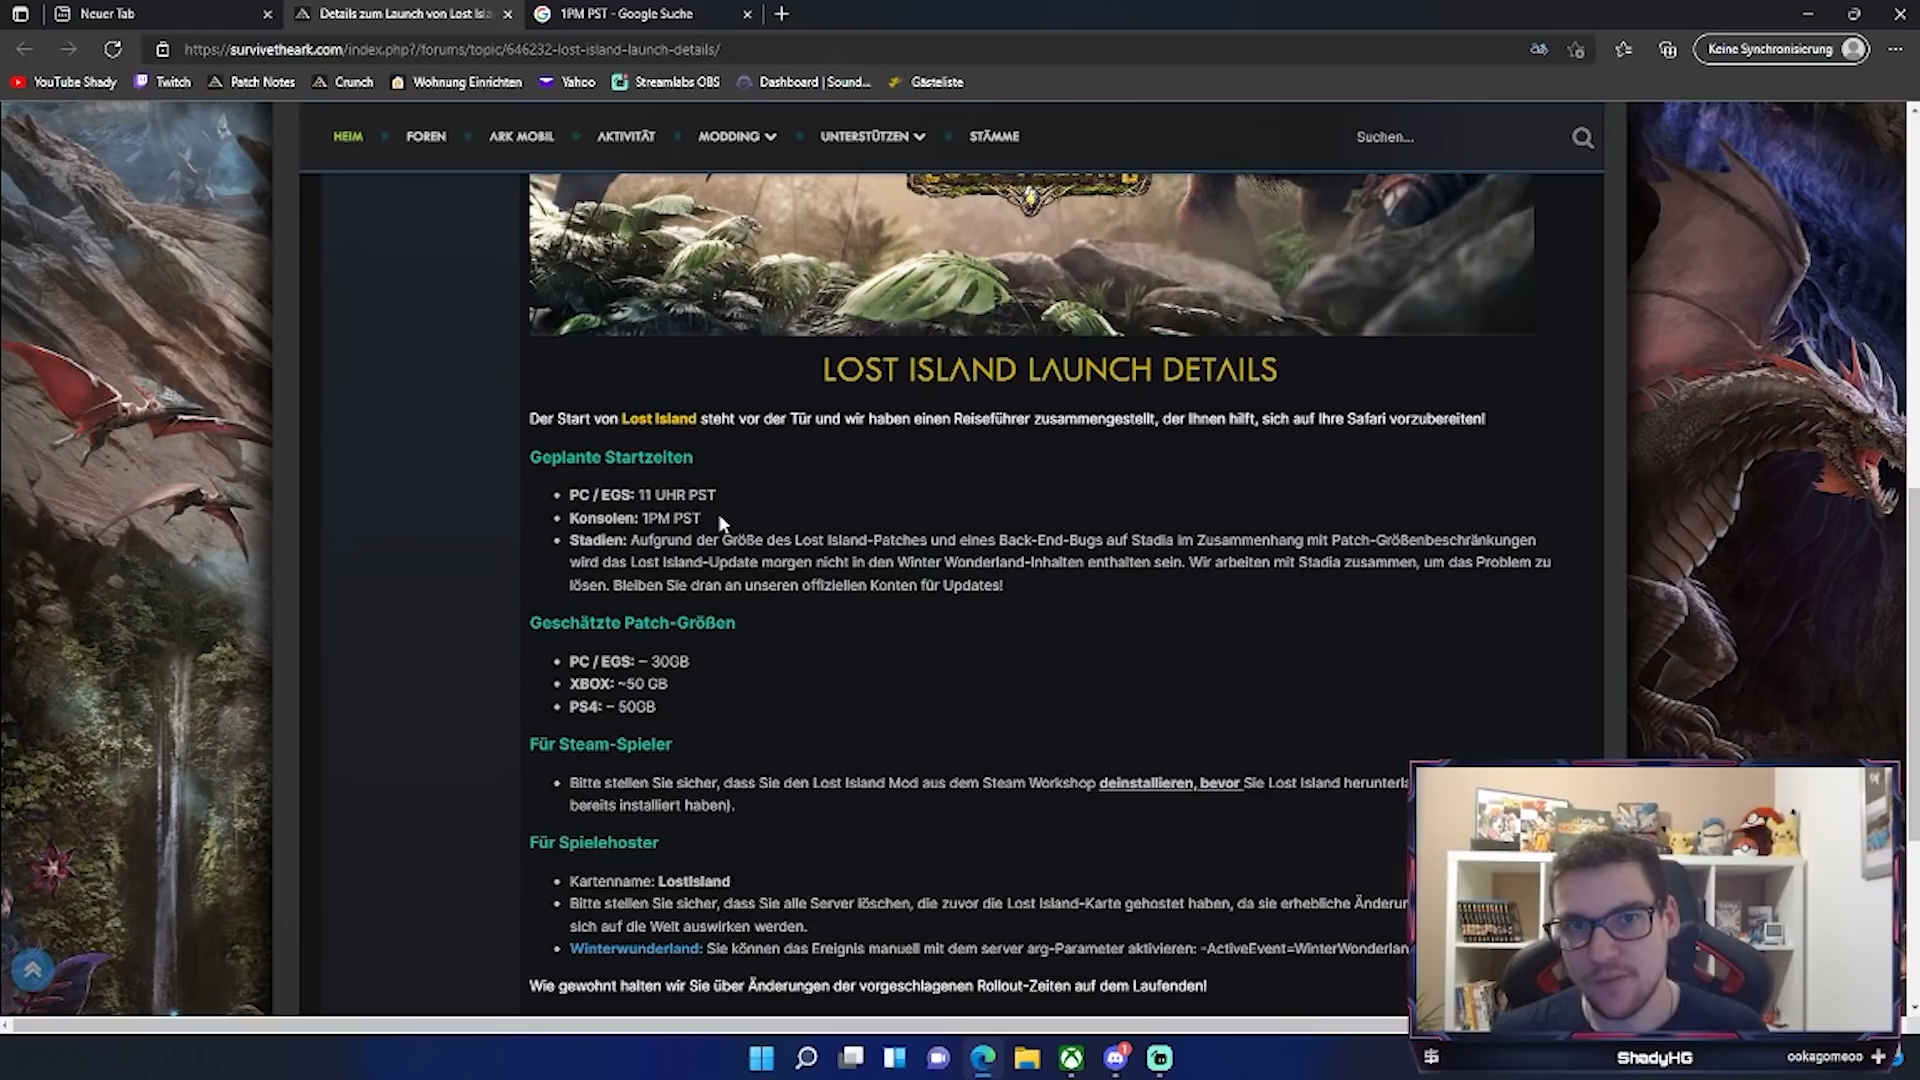 Neuer Tab
Details zum Launch von Lost Isla
1PM PST - Google Suche
https://survivetheark.com/index.php?/forums/topic/646232-lost-island-launch-details/
Keine Synchronisierung
YouTube Shady
Twitch
Patch Notes
Crunch
Wohnung Einrichten
Yahoo
Streamlabs OBS
Dashboard | Sound...
Gästeliste
HEIM
FOREN
ARK MOBIL
AKTIVITÄT
MODDING
UNTERSTÜTZEN
STÄMME
Suchen...
LOST ISLAND LAUNCH DETAILS
Der Start von Lost Island steht vor der Tür und wir haben einen Reiseführer zusammengestellt, der Ihnen hilft, sich auf Ihre Safari vorzubereiten!
Geplante Startzeiten
• PC / EGS: 11 UHR PST
• Konsolen: 1PM PST
• Stadien: Aufgrund der Größe des Lost Island-Patches und eines Back-End-Bugs auf Stadia im Zusammenhang mit Patch-Größenbeschränkungen
wird das Lost Island-Update morgen nicht in den Winter Wonderland-Inhalten enthalten sein. Wir arbeiten mit Stadia zusammen, um das Problem zu
lösen. Bleiben Sie dran an unseren offiziellen Konten für Updates!
Geschätzte Patch-Größen
• PC / EGS: ~ 30GB
• XBOX: ~50 GB
• PS4: ~ 50GB
Für Steam-Spieler
• Bitte stellen Sie sicher, dass Sie den Lost Island Mod aus dem Steam Workshop deinstallieren, bevor Sie Lost Island herunterla
bereits installiert haben).
Für Spielehoster
• Kartenname: LostIsland
• Bitte stellen Sie sicher, dass Sie alle Server löschen, die zuvor die Lost Island-Karte gehostet haben, da sie erhebliche Änderun
sich auf die Welt auswirken werden.
• Winterwunderland: Sie können das Ereignis manuell mit dem server arg-Parameter aktivieren: -ActiveEvent=WinterWonderlan
Wie gewohnt halten wir Sie über Änderungen der vorgeschlagenen Rollout-Zeiten auf dem Laufenden!
ShadyHG
ookagomeoo
1